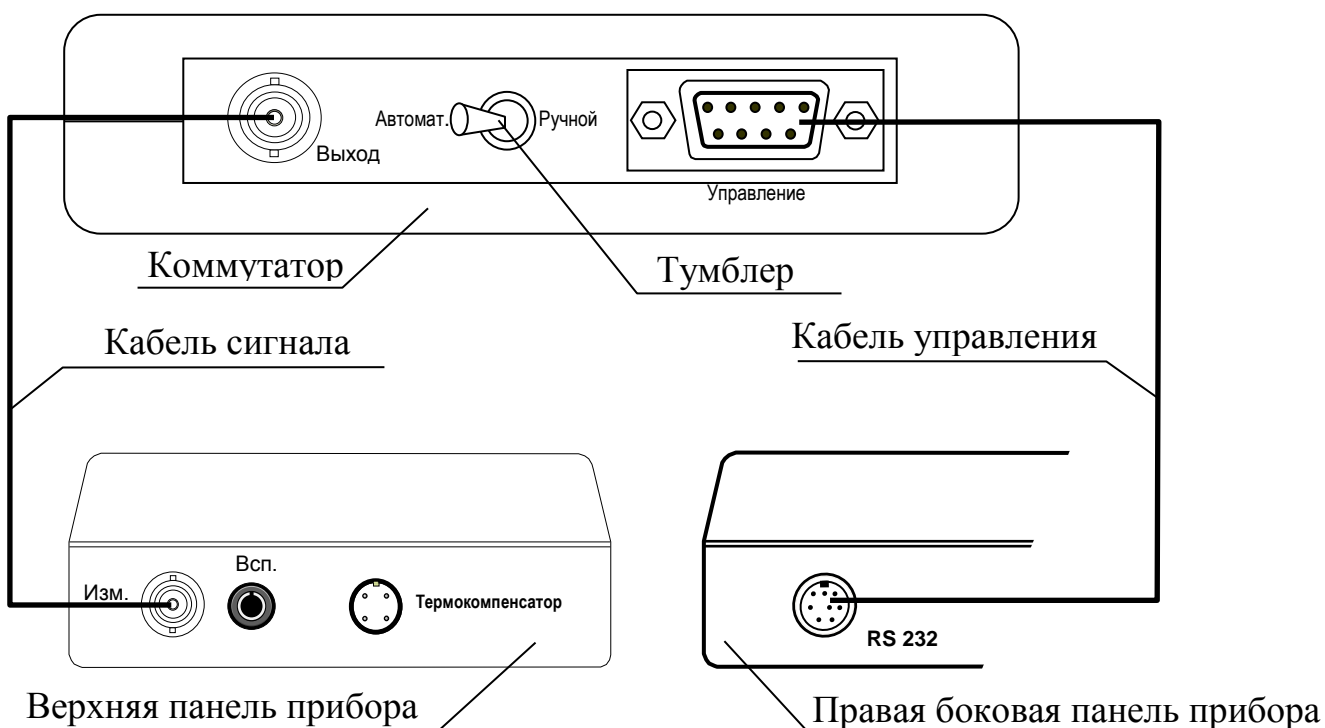 Автомат.
Ручной
Выход
Управление
Коммутатор
Тумблер
Кабель сигнала
Кабель управления
Изм.
Всп.
Термокомпенсатор
RS 232
Верхняя панель прибора
Правая боковая панель прибора